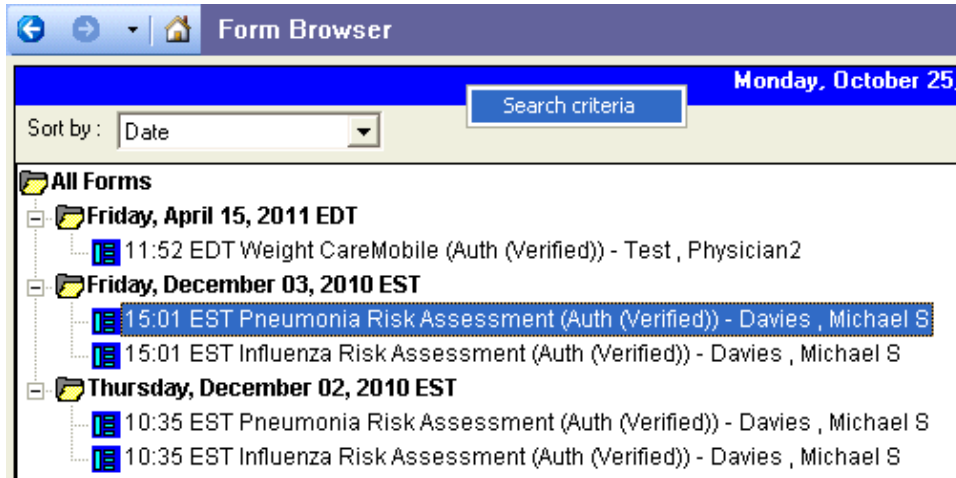 Form Browser
Monday, October 25,
Search criteria
Sort by : Date
All Forms
Friday, April 15, 2011 EDT
11:52 EDT Weight CareMobile (Auth (Verified)) - Test , Physician2
Friday, December 03, 2010 EST
15:01 EST Pneumonia Risk Assessment (Auth (Verified)) - Davies , Michael S
15:01 EST Influenza Risk Assessment (Auth (Verified)) - Davies , Michael S
Thursday, December 02, 2010 EST
10:35 EST Pneumonia Risk Assessment (Auth (Verified)) - Davies , Michael S
10:35 EST Influenza Risk Assessment (Auth (Verified)) - Davies , Michael S